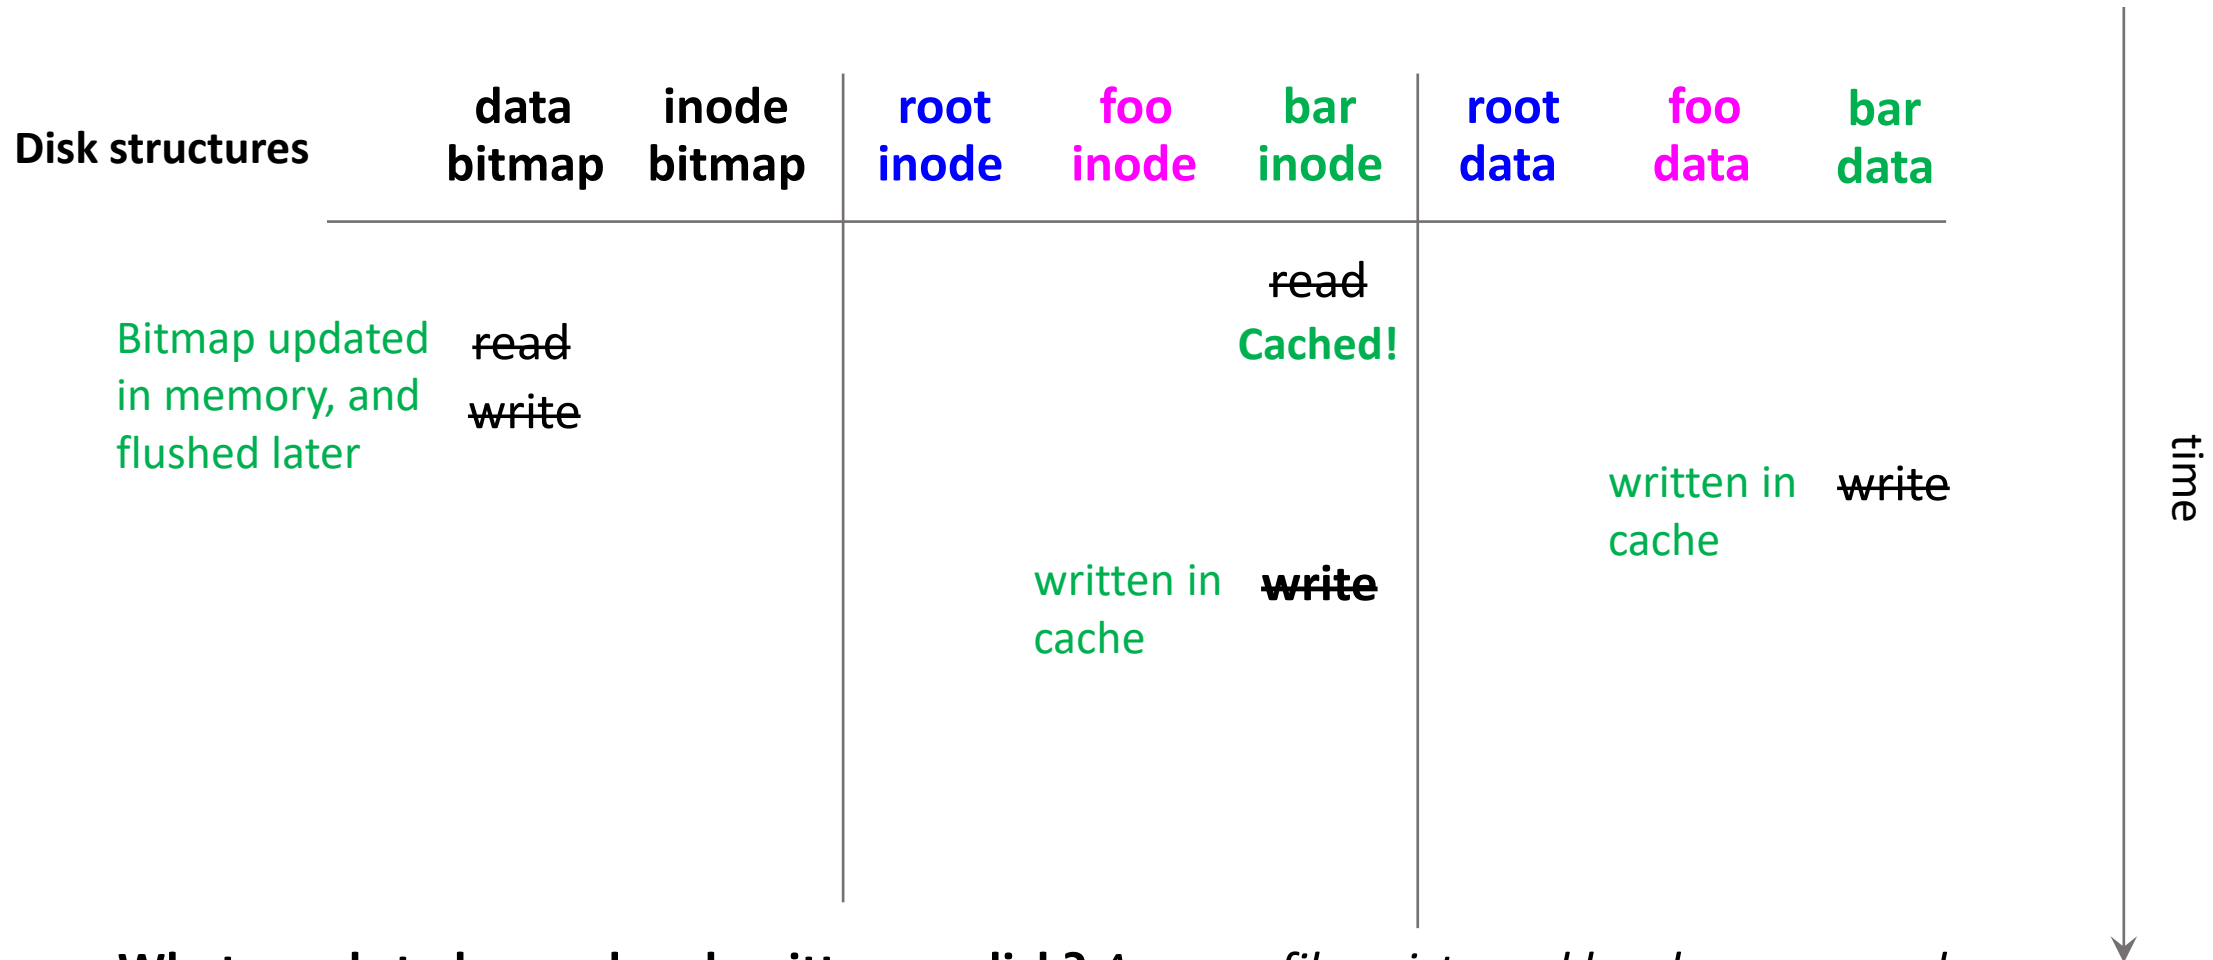 Disk structures
data bitmap
inode bitmap
root inode
foo inode
bar inode
root data
foo data
bar data
read
Cached!
Bitmap updated
in memory, and
flushed later
read
write
written in
cache
write
written in
cache
write
time